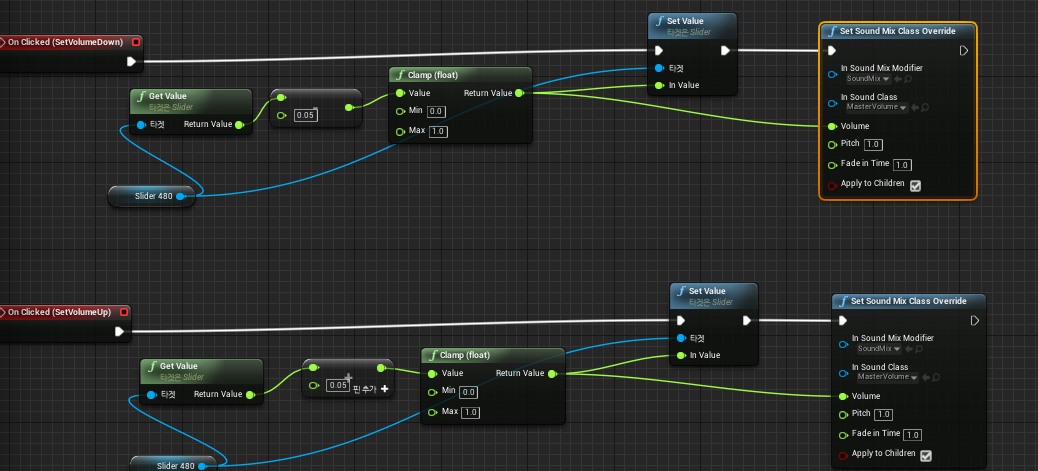 On Clicked (SetVolumeDown)
Get Value
타겟은 Slider
타겟
Return Value
Slider 480
0.05
Clamp (float)
Value
Return Value
Min 0.0
Max 1.0
Set Value
타겟은 Slider
타겟
In Value
Set Sound Mix Class Override
In Sound Mix Modifier
SoundMix
In Sound Class
MasterVolume
Volume
Pitch 1.0
Fade in Time 1.0
Apply to Children
On Clicked (SetVolumeUp)
Get Value
타겟은 Slider
타겟
Return Value
Slider 480
0.05
핀 추가
Clamp (float)
Value
Return Value
Min 0.0
Max 1.0
Set Value
타겟은 Slider
타겟
In Value
Set Sound Mix Class Override
In Sound Mix Modifier
SoundMix
In Sound Class
MasterVolume
Volume
Pitch 1.0
Fade in Time 1.0
Apply to Children